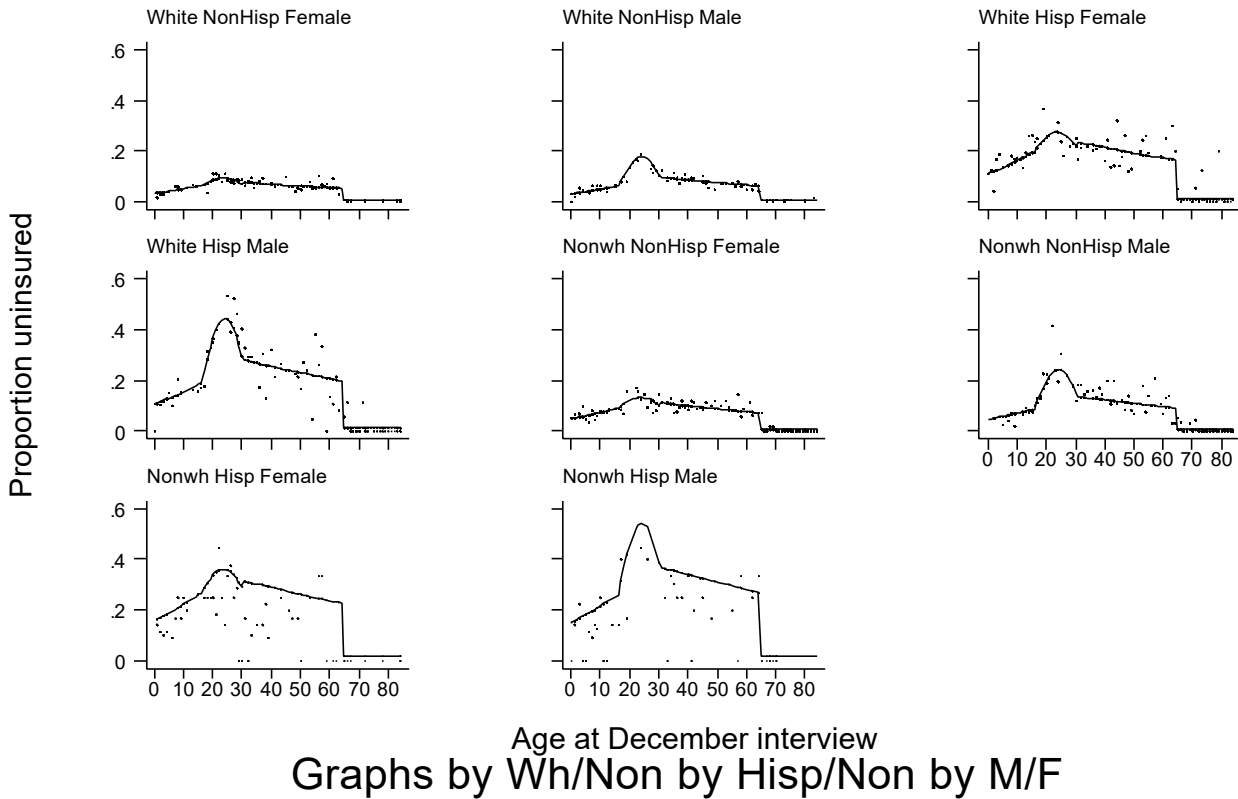 White NonHisp Female
White NonHisp Male
White Hisp Female
.6
.4
.2
0
White Hisp Male
Nonwh NonHisp Female
Nonwh NonHisp Male
.6
.4
.2
0
0 10 20 30 40 50 60 70 80
Nonwh Hisp Female
Nonwh Hisp Male
.6
.4
.2
0
0 10 20 30 40 50 60 70 80
0 10 20 30 40 50 60 70 80
Proportion uninsured
Age at December interview
Graphs by Wh/Non by Hisp/Non by M/F